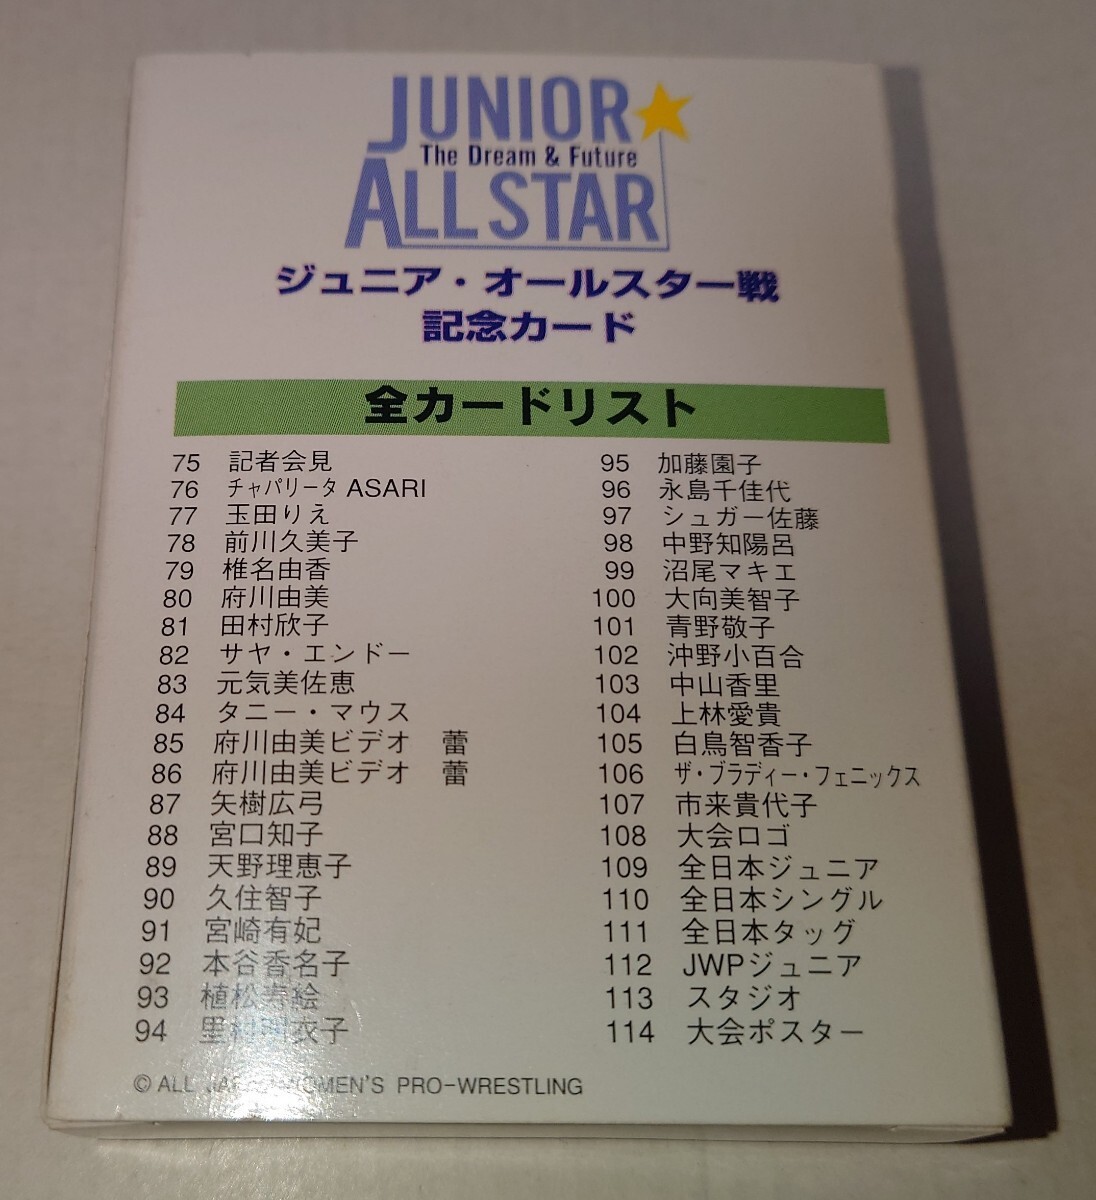 JUNIOR
The Dream & Future
ALL STAR
ジュニア・オールスター戦
記念カード
全カードリスト
75 記者会見
76 チャパリータ ASARI
77 玉田りえ
78 前川久美子
79 椎名由香
80 府川由美
81 田村欣子
82 サヤ・エンドー
83 元気美佐恵
84 タニー・マウス
85 府川由美ビデオ 蕾
86 府川由美ビデオ 蕾
87 矢樹広弓
88 宮口知子
89 天野理恵子
90 久住智子
91 宮崎有妃
92 本谷香名子
93 植松寿絵
94 里村明衣子
95 加藤園子
96 永島千佳代
97 シュガー佐藤
98 中野知陽呂
99 沼尾マキエ
100 大向美智子
101 青野敬子
102 沖野小百合
103 中山香里
104 上林愛貴
105 白鳥智香子
106 ザ・ブラディー・フェニックス
107 市来貴代子
108 大会ロゴ
109 全日本ジュニア
110 全日本シングル
111 全日本タッグ
112 JWPジュニア
113 スタジオ
114 大会ポスター
© ALL JAPAN WOMEN'S PRO-WRESTLING